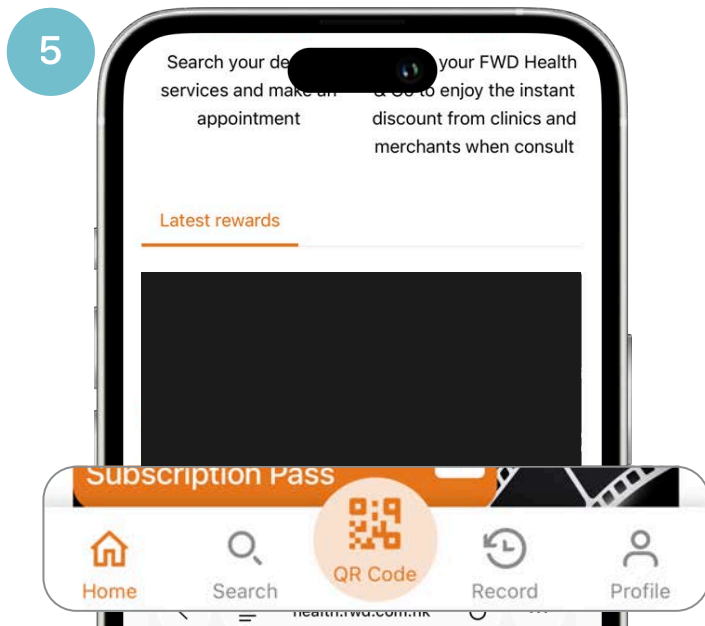 5
Search your de
your FWD Health
services and make an
& Go to enjoy the instant
appointment
discount from clinics and
merchants when consult
Latest rewards
Subscription Pass
Home
Search
QR Code
Record
Profile
health.fwd.com.hk